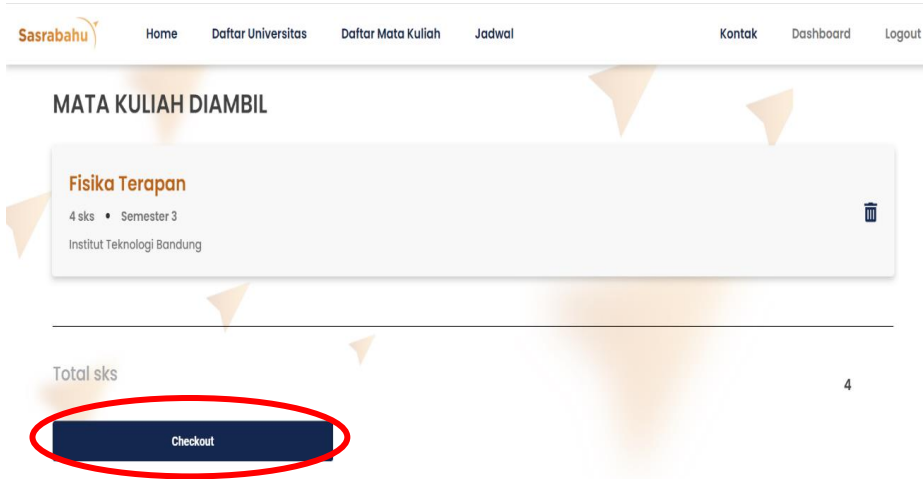 Sasrabahu Home Daftar Universitas Daftar Mata Kuliah Jadwal Kontak Dashboard Logout
MATA KULIAH DIAMBIL
Fisika Terapan
4 sks • Semester 3
Institut Teknologi Bandung
Total sks 4
Checkout